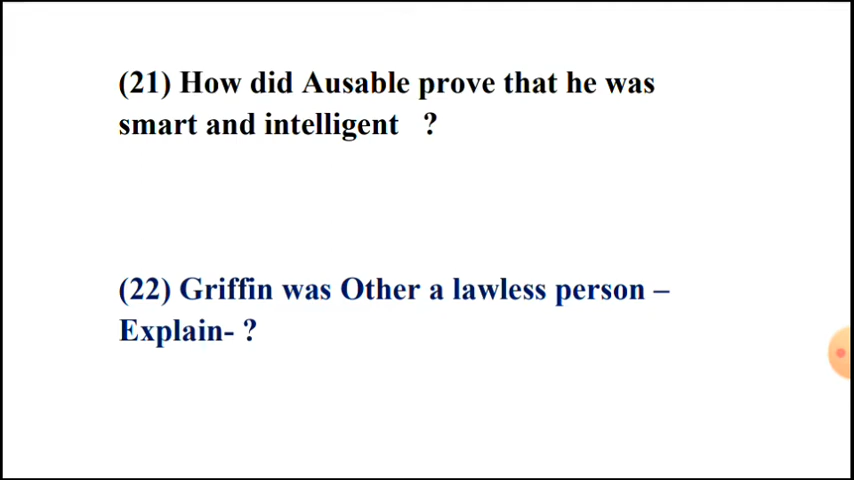 (21) How did Ausable prove that he was
smart and intelligent ?
(22) Griffin was Other a lawless person –
Explain- ?